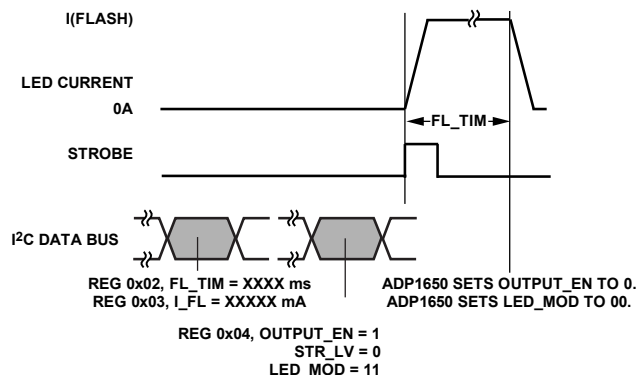 I(FLASH)
LED CURRENT
0A
FL_TIM
STROBE
I2C DATA BUS
REG 0x02, FL_TIM = XXXX ms
REG 0x03, I_FL = XXXXX mA
ADP1650 SETS OUTPUT_EN TO 0.
ADP1650 SETS LED_MOD TO 00.
REG 0x04, OUTPUT_EN = 1
STR_LV = 0
LED_MOD = 11